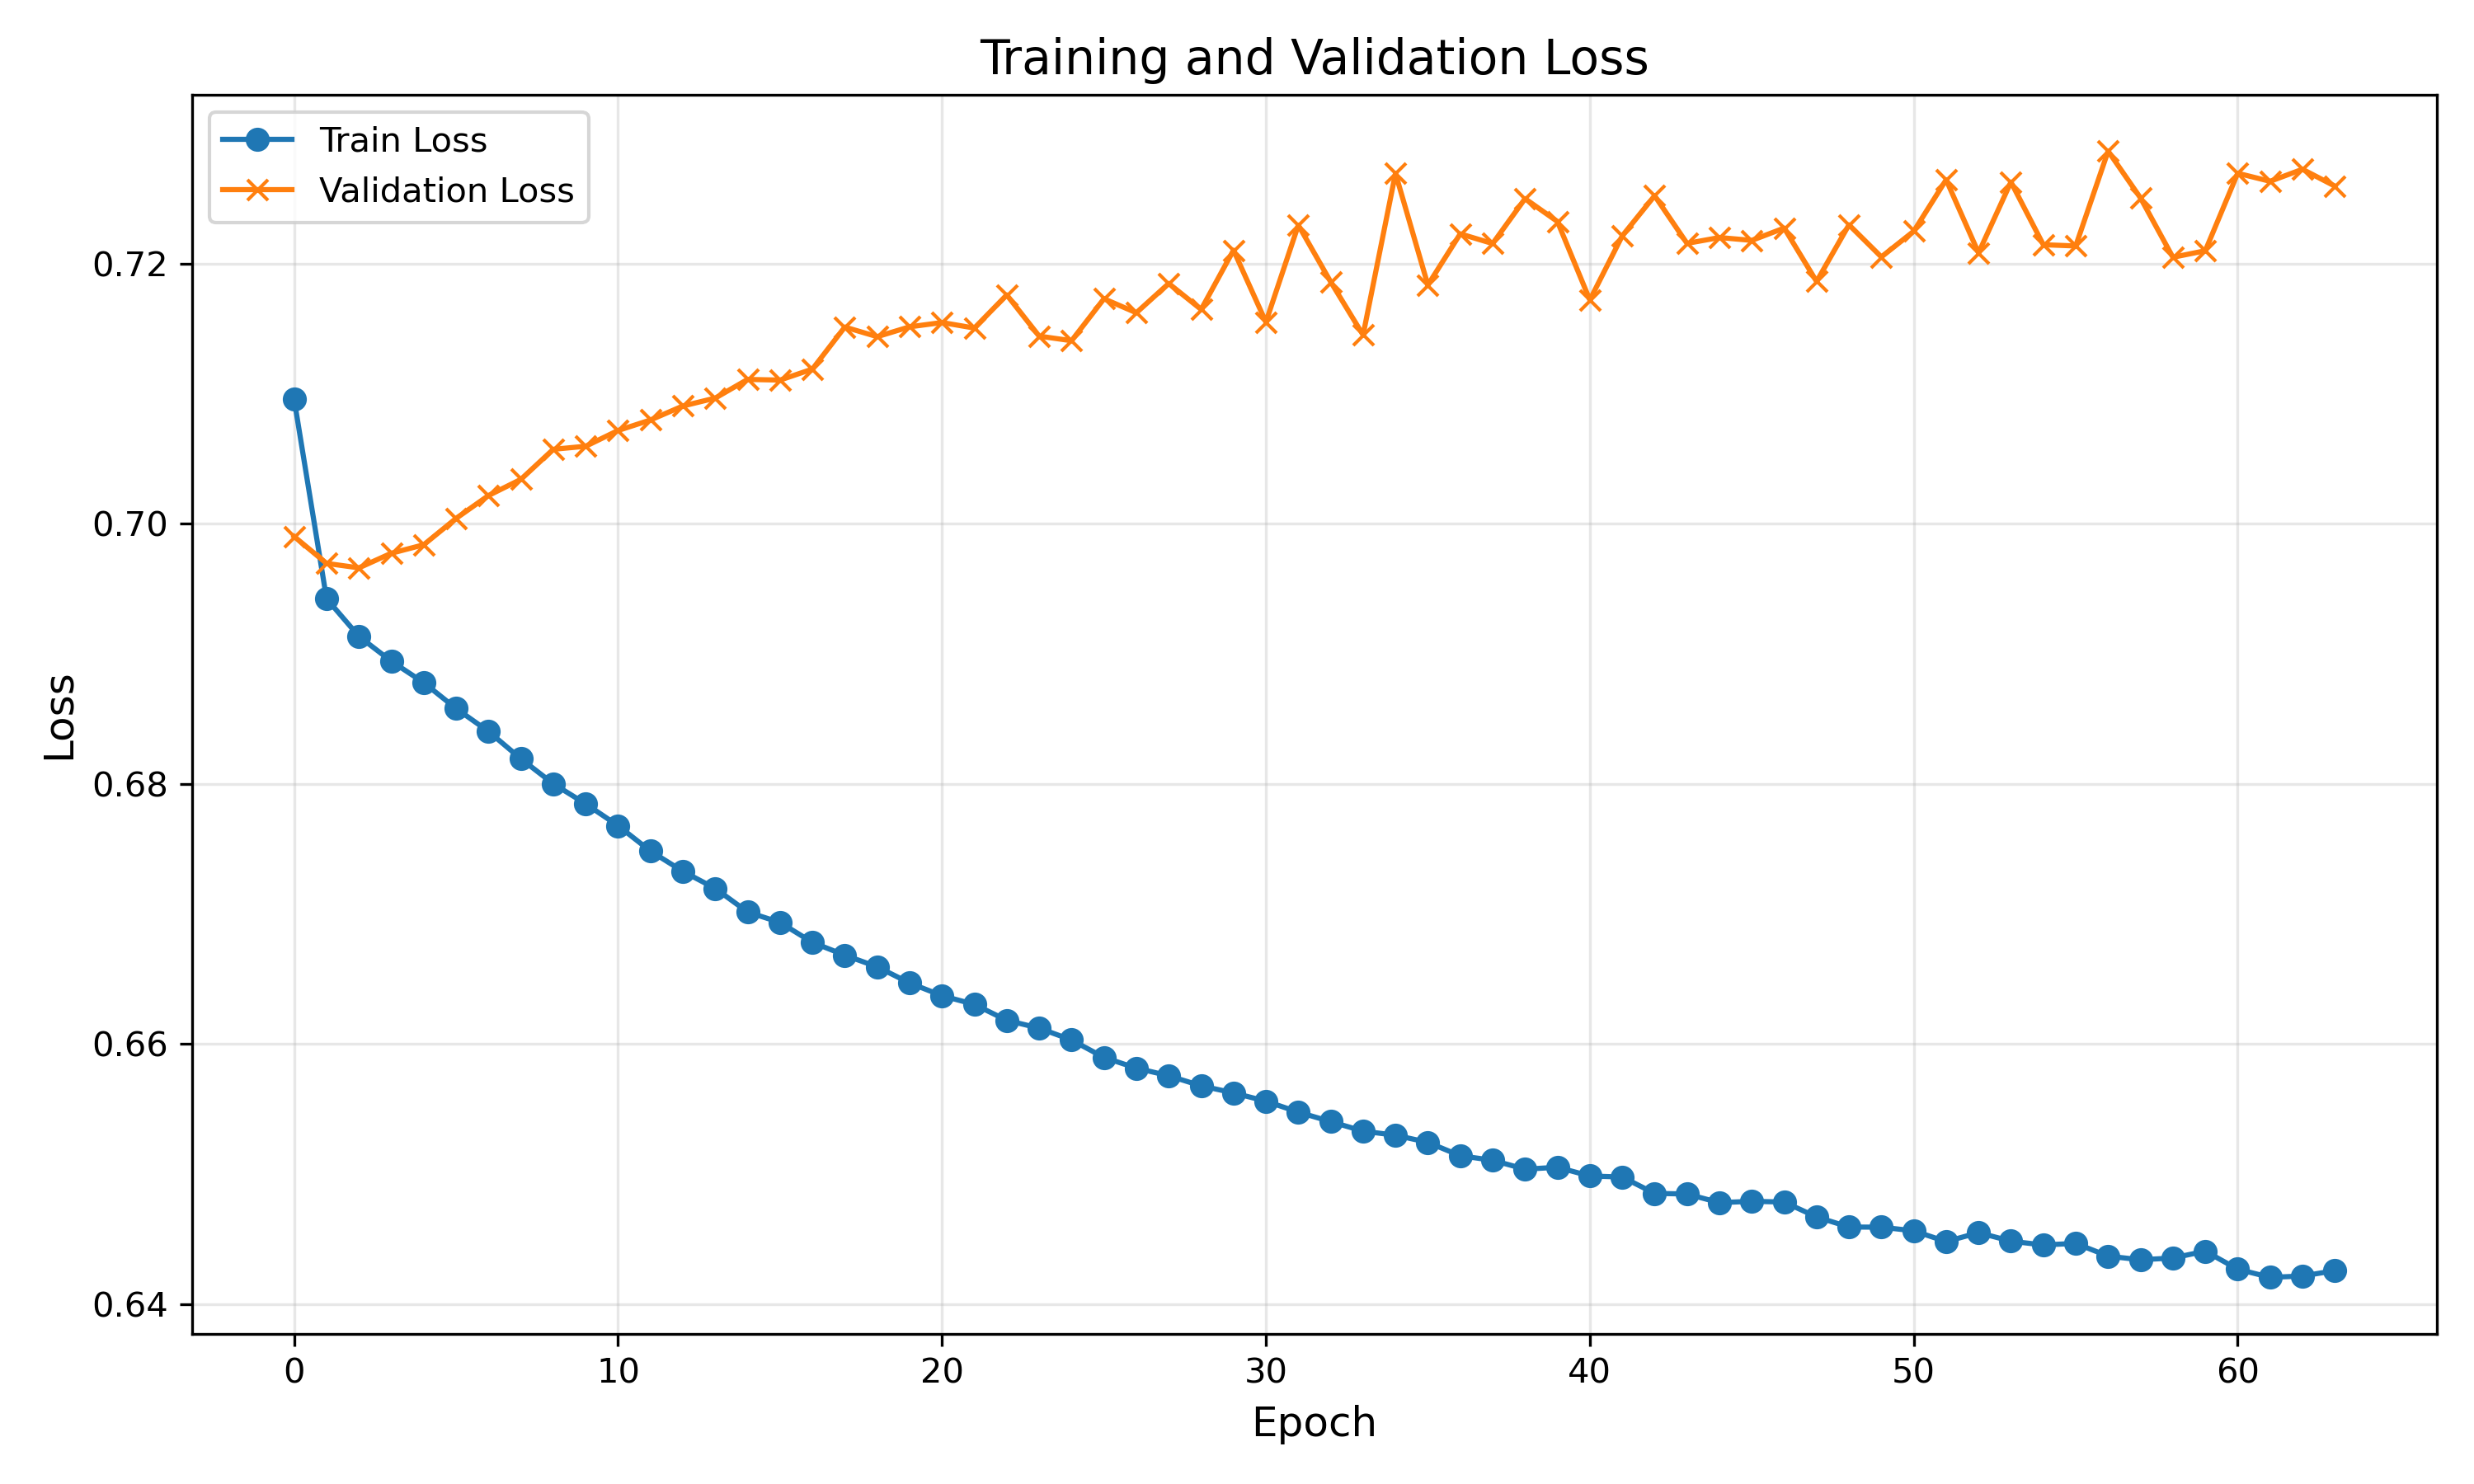 Training and Validation Loss
Train Loss
Validation Loss
0.72
0.70
0.68
0.66
0.64
Loss
0 10 20 30 40 50 60
Epoch